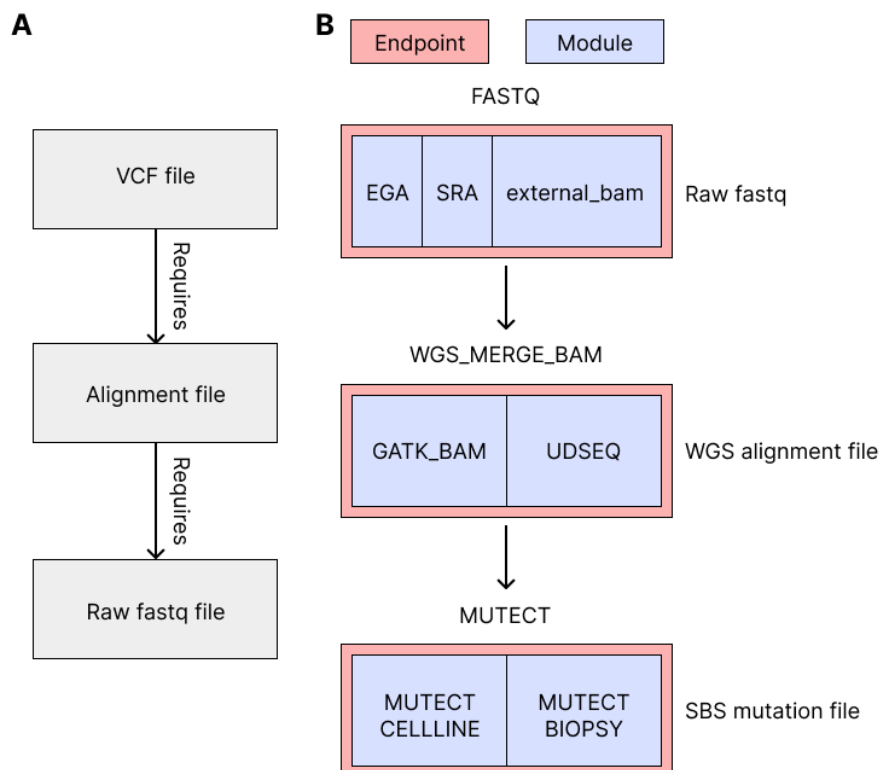 A
VCF file
Requires
Alignment file
Requires
Raw fastq file
B
Endpoint
Module
FASTQ
EGA
SRA
external_bam
Raw fastq
WGS_MERGE_BAM
GATK_BAM
UDSEQ
WGS alignment file
MUTECT
MUTECT
CELLLINE
MUTECT
BIOPSY
SBS mutation file